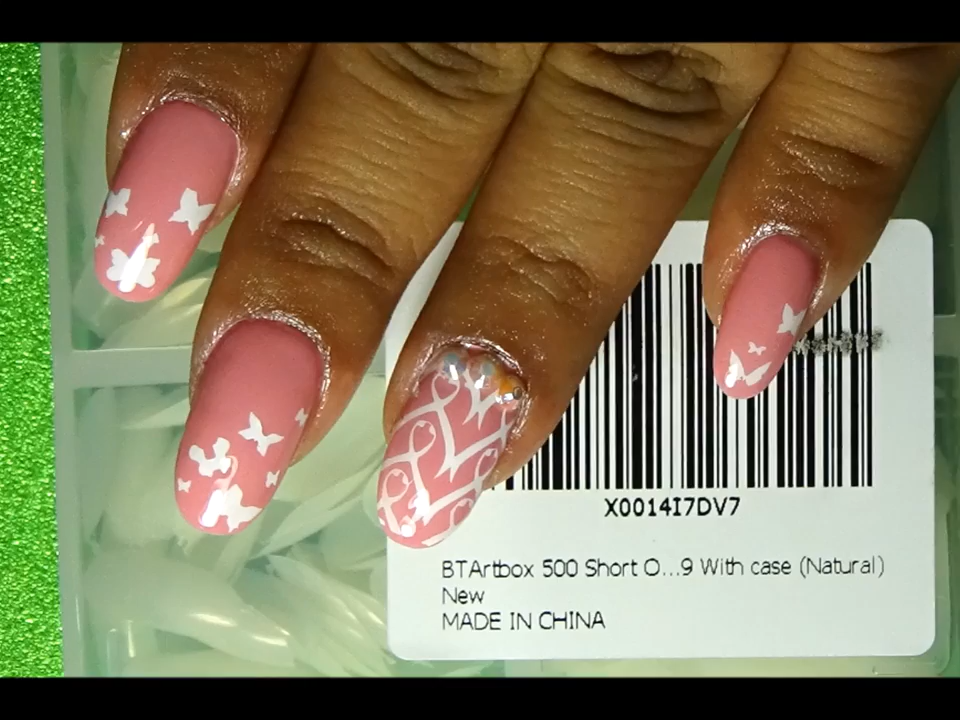 X0014I7DV7
BTArtbox 500 Short O...9 With case (Natural)
New
MADE IN CHINA